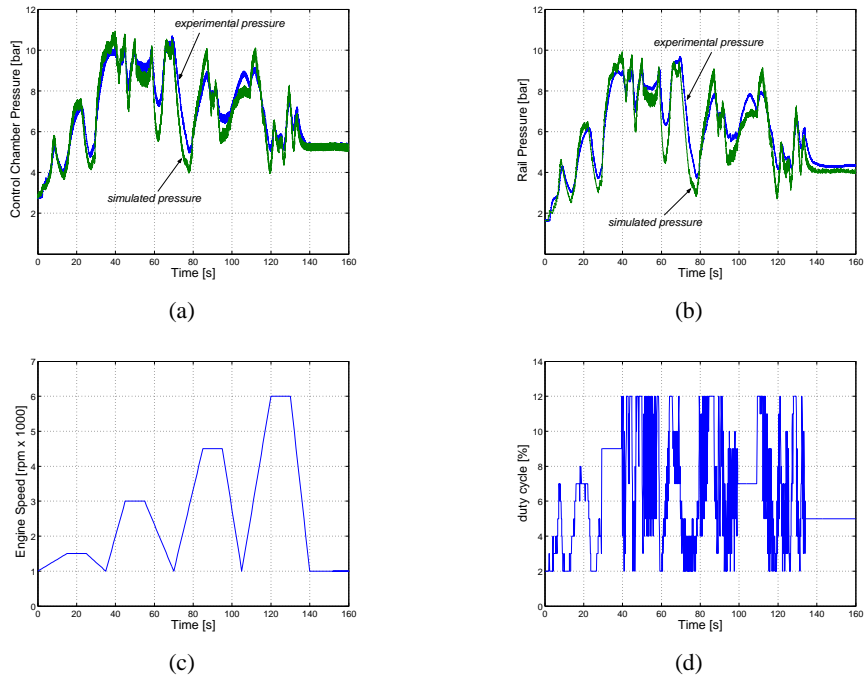 12
10
8
6
4
2
0 20 40 60 80 100 120 140 160
Time [s]
Control Chamber Pressure [bar]
experimental pressure
simulated pressure
(a)
12
10
8
6
4
2
0 20 40 60 80 100 120 140 160
Time [s]
Rail Pressure [bar]
experimental pressure
simulated pressure
(b)
7
6
5
4
3
2
1
0
0 20 40 60 80 100 120 140 160
Time [s]
Engine Speed [rpm x 1000]
(c)
14
12
10
8
6
4
2
0
0 20 40 60 80 100 120 140 160
Time [s]
duty cycle [%]
(d)